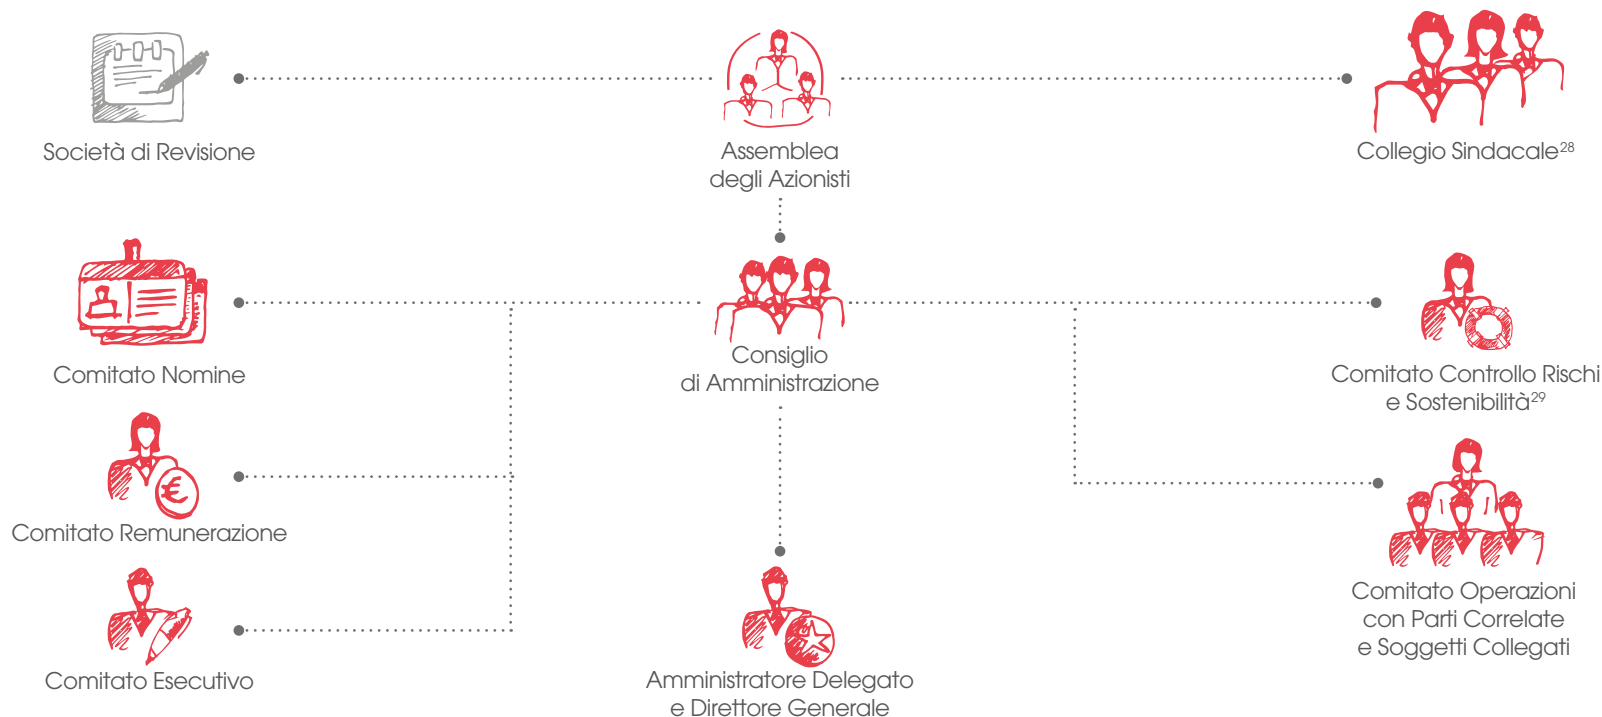 Società di Revisione
Assemblea
degli Azionisti
Collegio Sindacale²⁸
Comitato Nomine
Consiglio
di Amministrazione
Comitato Controllo Rischi
e Sostenibilità²⁹
Comitato Remunerazione
€
Comitato Operazioni
con Parti Correlate
e Soggetti Collegati
Comitato Esecutivo
Amministratore Delegato
e Direttore Generale